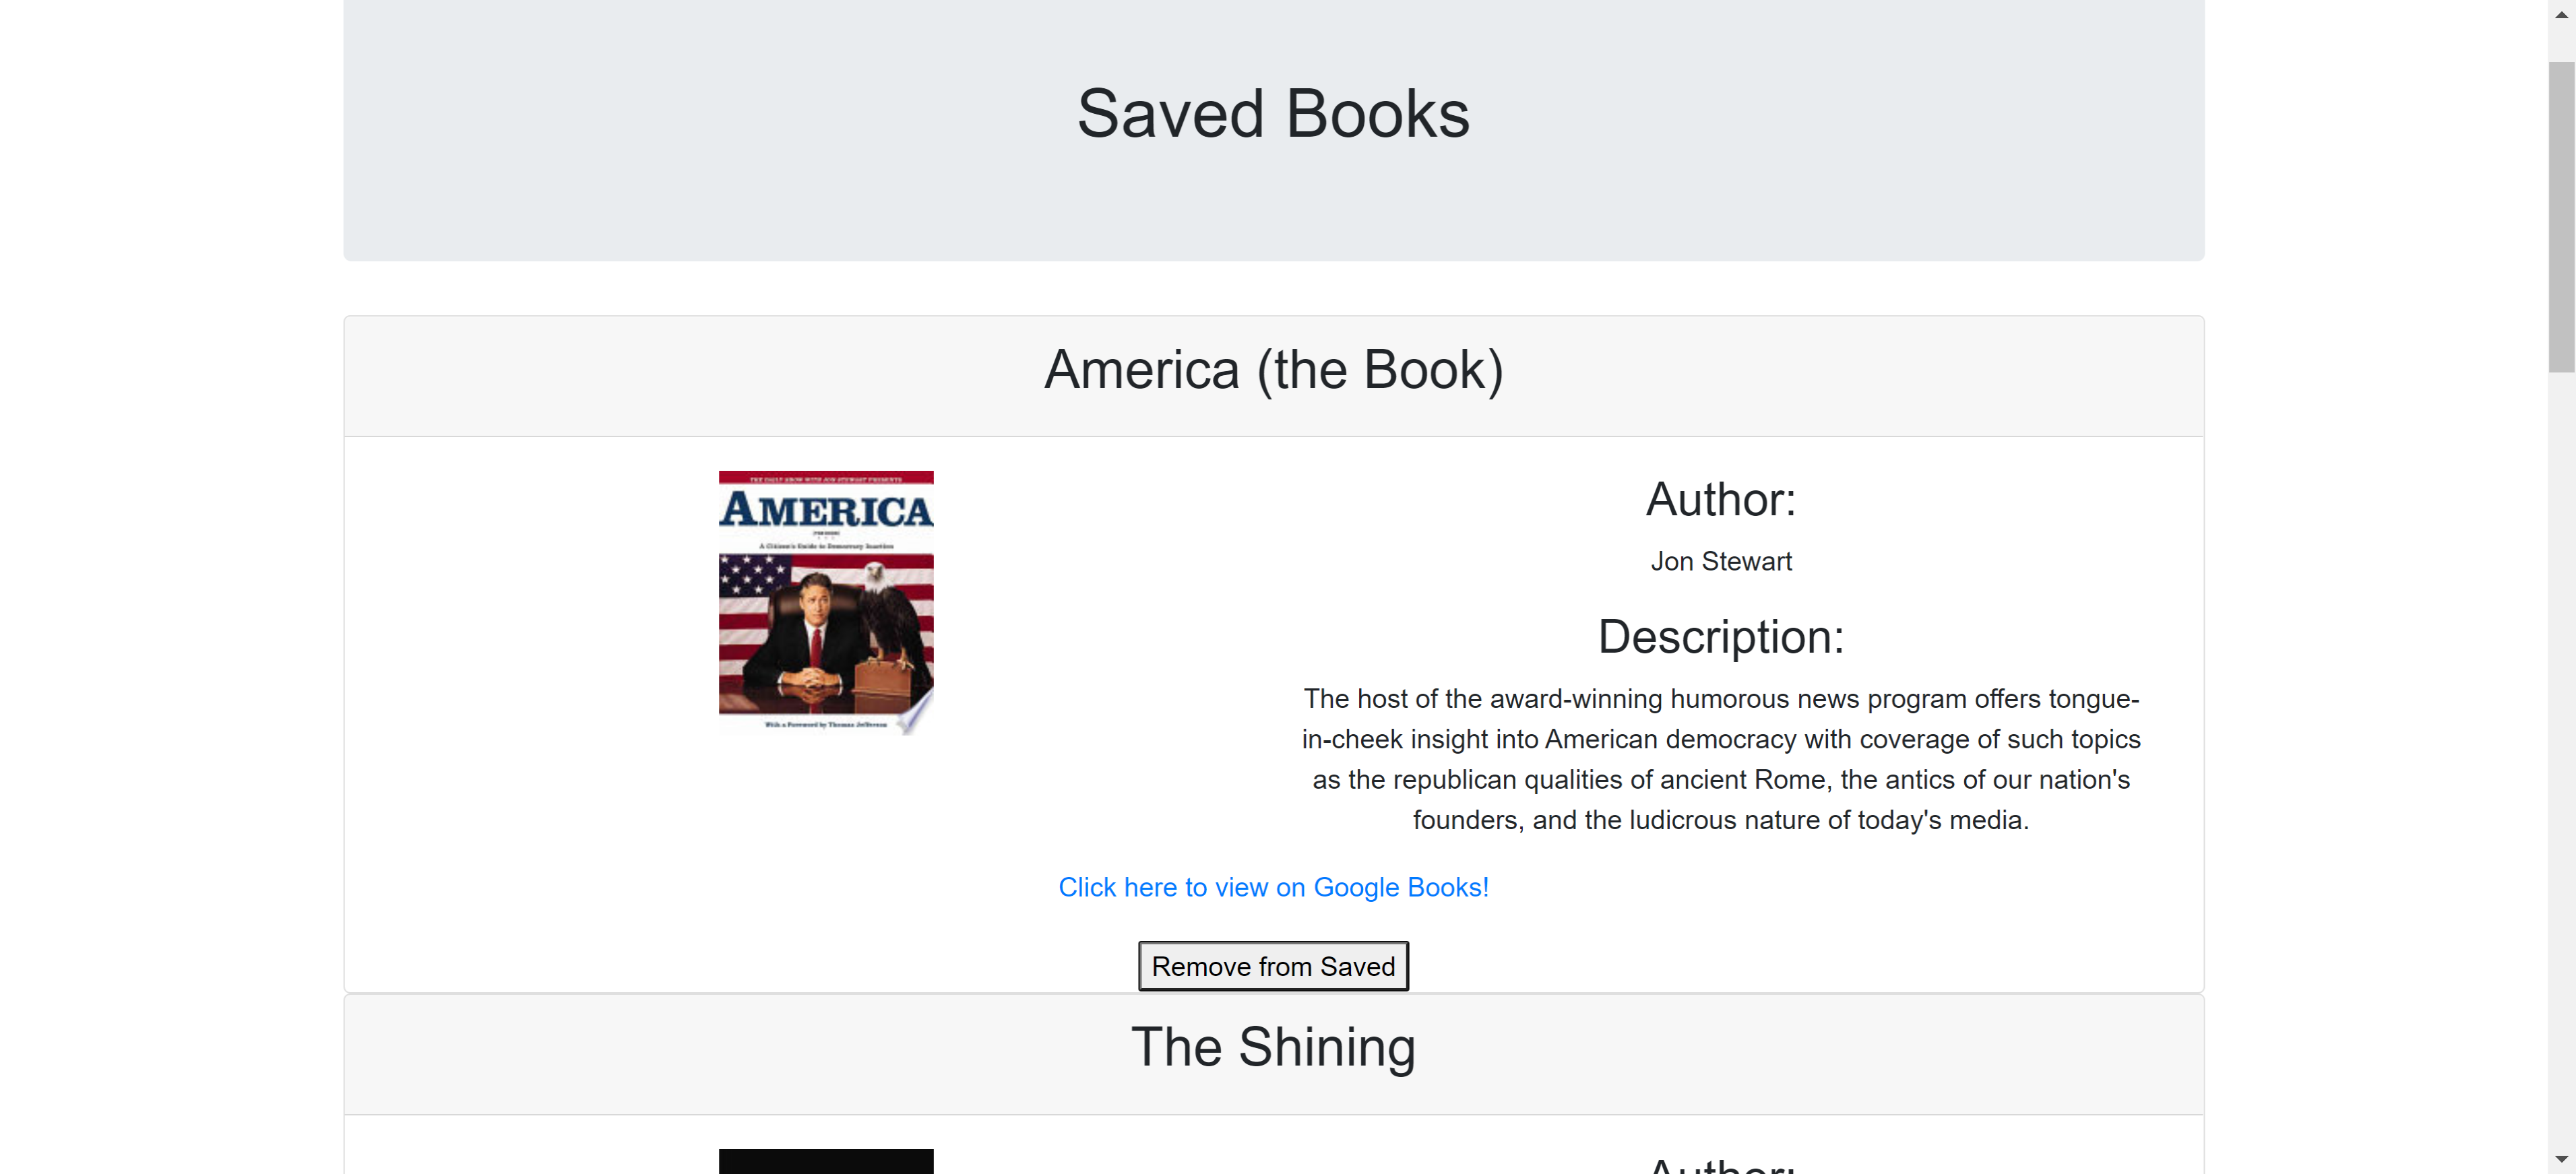 Saved Books
America (the Book)
THE DAILY SHOW WITH JON STEWART PRESENTS
AMERICA
A Citizen's Guide to Democracy Inaction
With a Foreword by Thomas Jefferson
Author:
Jon Stewart
Description:
The host of the award-winning humorous news program offers tongue-
in-cheek insight into American democracy with coverage of such topics
as the republican qualities of ancient Rome, the antics of our nation's
founders, and the ludicrous nature of today's media.
Click here to view on Google Books!
Remove from Saved
The Shining
Author: